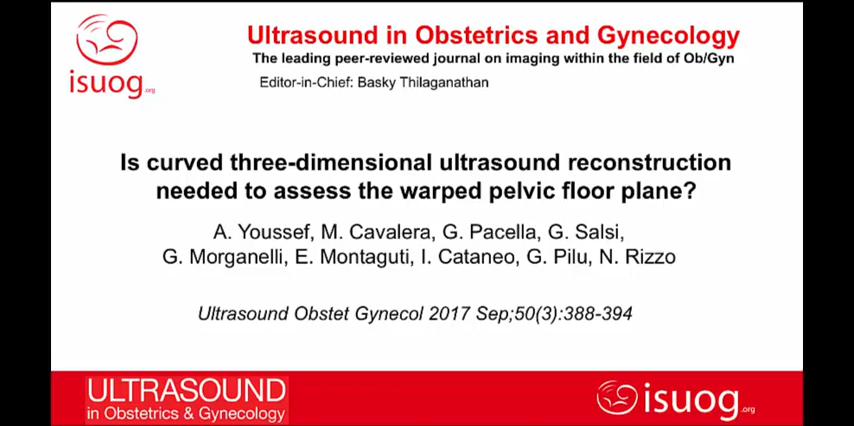 Ultrasound in Obstetrics and Gynecology
The leading peer-reviewed journal on imaging within the field of Ob/Gyn
Editor-in-Chief: Basky Thilaganathan
isuog.org
Is curved three-dimensional ultrasound reconstruction
needed to assess the warped pelvic floor plane?
A. Youssef, M. Cavalera, G. Pacella, G. Salsi,
G. Morganelli, E. Montaguti, I. Cataneo, G. Pilu, N. Rizzo
Ultrasound Obstet Gynecol 2017 Sep;50(3):388-394
ULTRASOUND
in Obstetrics & Gynecology
isuog.org